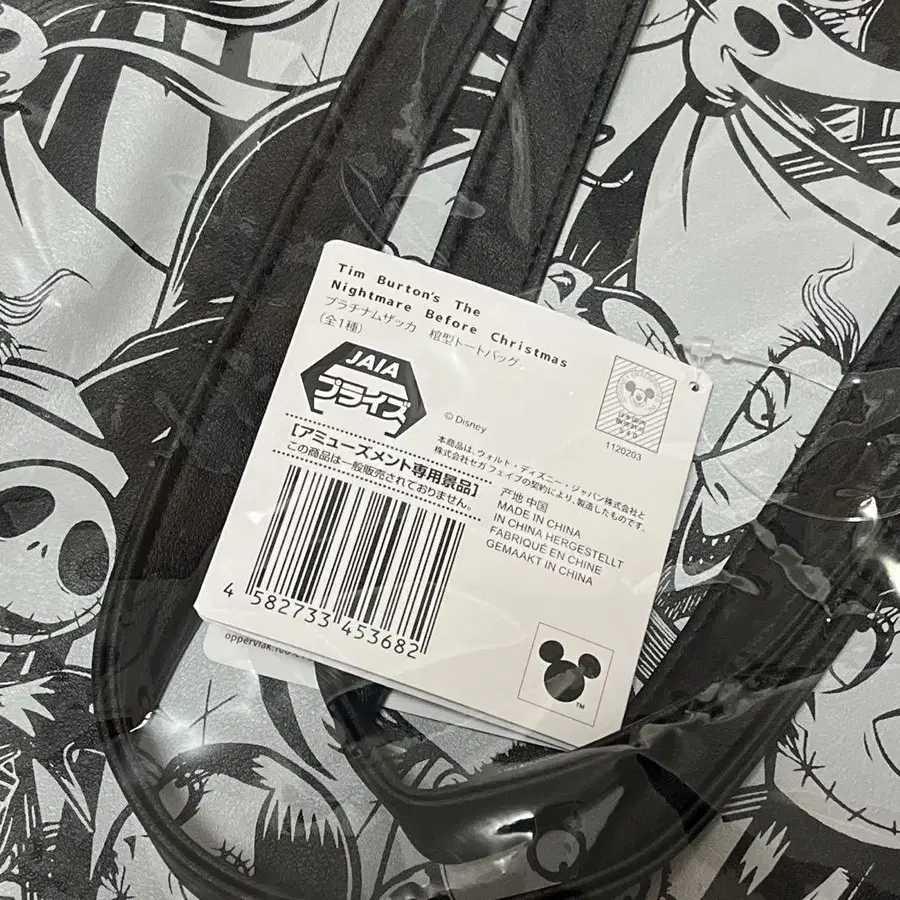 Tim Burton's The
Nightmare Before Christmas
プラチナムザッカ 棺型トートバッグ
(全1種)
JAIA
プライズ
© Disney
1120203
本商品は、ウォルト・ディズニー・ジャパン株式会社と
株式会社セガ フェイブの契約により、製造したものです。
[アミューズメント専用景品]
この商品は一般販売されておりません。
产地 中国
MADE IN CHINA
IN CHINA HERGESTELLT
FABRIQUÉ EN CHINE
GEMAAKT IN CHINA
4 582733 453682
TM
oppervlak:100%